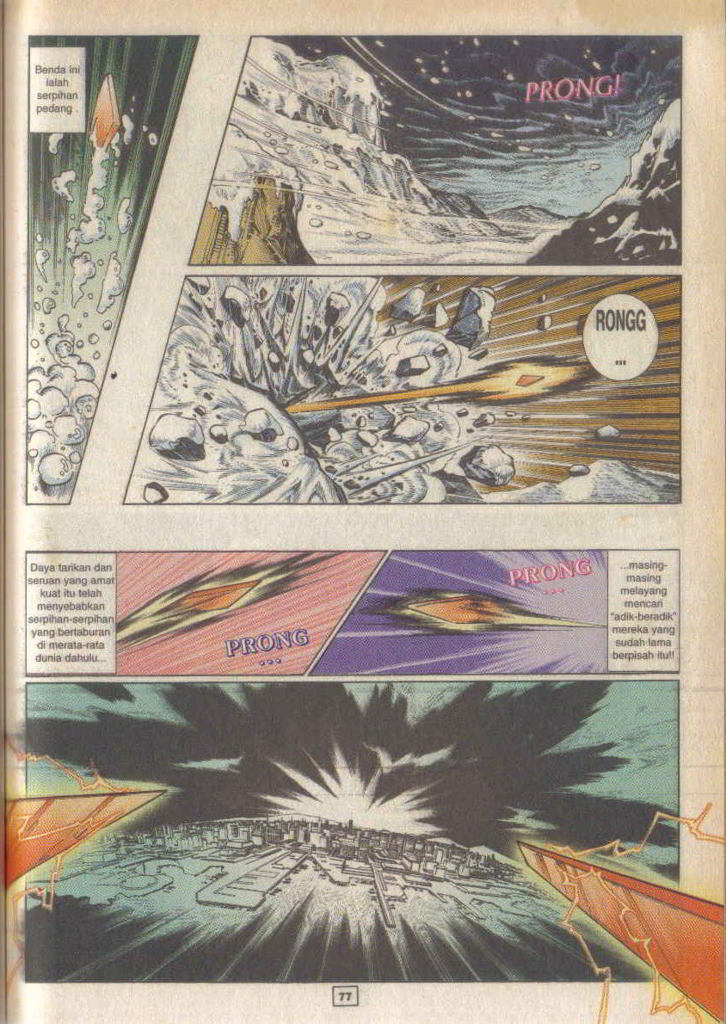 Benda ini
ialah
serpihan
pedang .
PRONG!
RONGG
...
Daya tarikan dan
seruan yang amat
kuat itu telah
menyebabkan
serpihan-serpihan
yang bertaburan
di merata-rata
dunia dahulu...
PRONG
...
PRONG
...
...masing-
masing
melayang
mencari
"adik-beradik"
mereka yang
sudah lama
berpisah itu!!
77